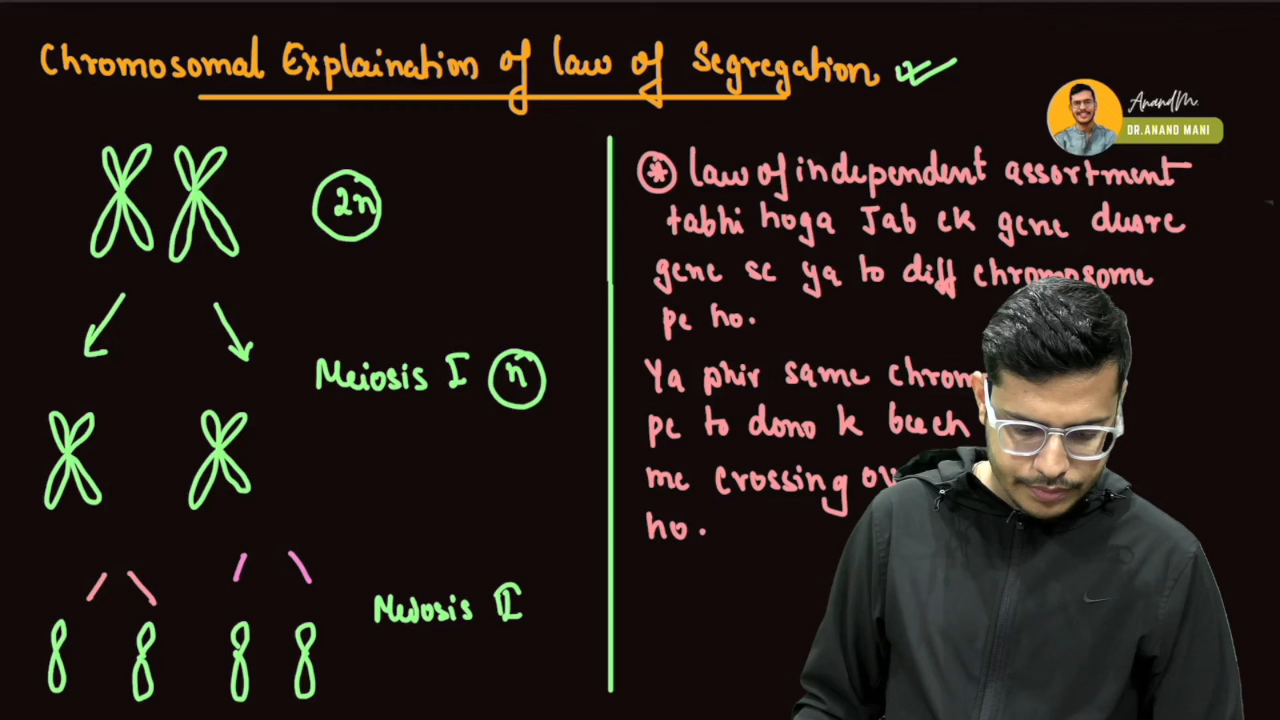 Chromosomal Explaination of law of Segregation
AnandM.
DR.ANAND MANI
2n
Meiosis I n
Meiosis II
* law of independent assortment
tabhi hoga Jab ek gene dusre
gene se ya to diff chromosome
pe ho.
Ya phir same
pe to dono k beech
me crossing
ho.